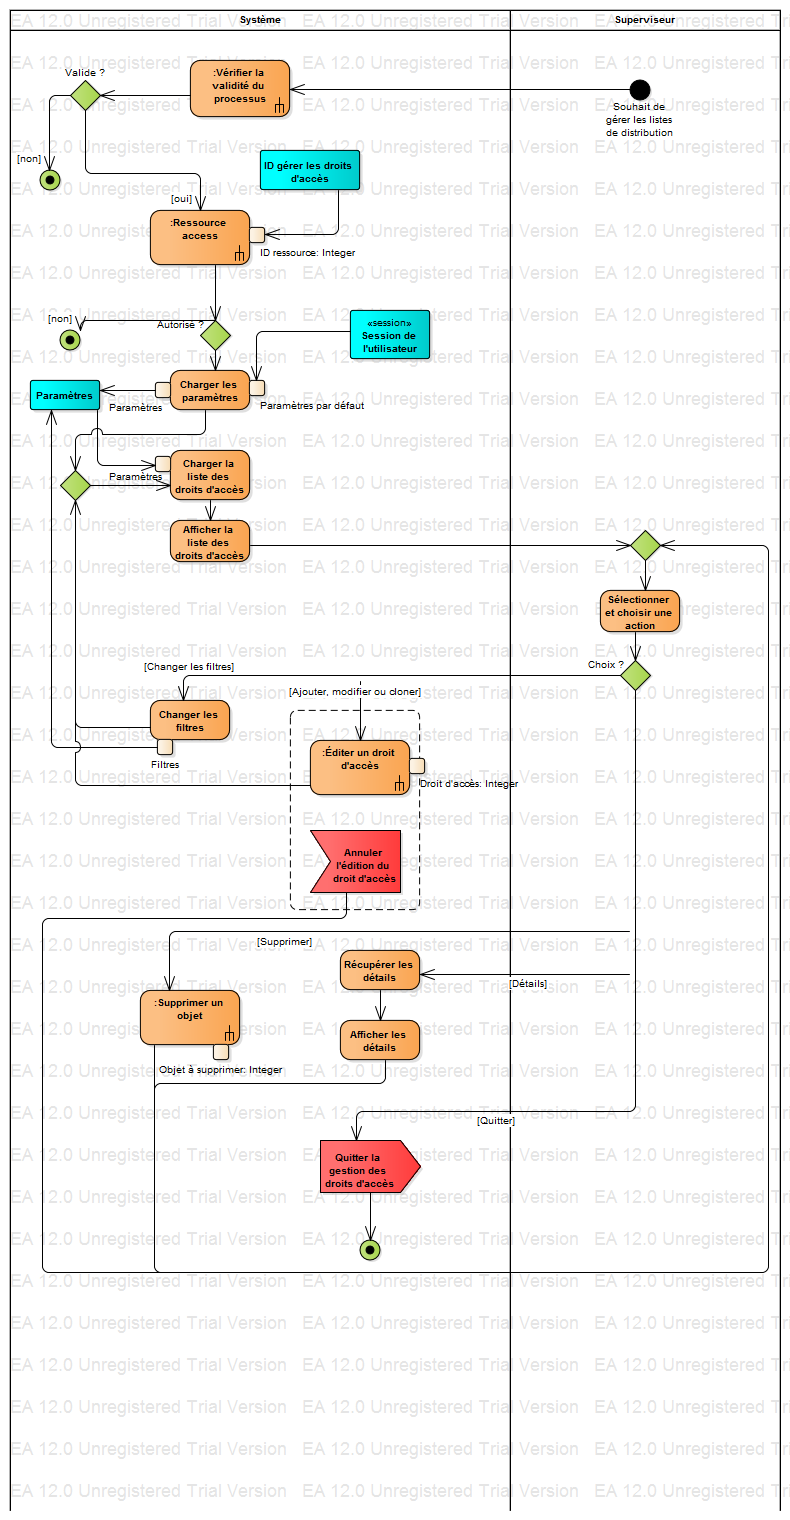 Système
Superviseur
EA 12.0 Unregistered Trial Version
Valide ?
:Vérifier la
validité du
processus
Souhait de
gérer les listes
de distribution
[non]
ID gérer les droits
d'accès
[oui]
:Ressource
access
ID ressource: Integer
[non]
Autorisé ?
«session»
Session de
l'utilisateur
Charger les
paramètres
Paramètres
Paramètres
Paramètres par défaut
Charger la
liste des
droits d'accès
Paramètres
Afficher la
liste des
droits d'accès
Sélectionner
et choisir une
action
Choix ?
[Changer les filtres]
[Ajouter, modifier ou cloner]
Changer les
filtres
Filtres
:Éditer un droit
d'accès
Droit d'accès: Integer
Annuler
l'édition du
droit d'accès
[Supprimer]
Récupérer les
détails
[Détails]
:Supprimer un
objet
Afficher les
détails
Objet à supprimer: Integer
[Quitter]
Quitter la
gestion des
droits d'accès